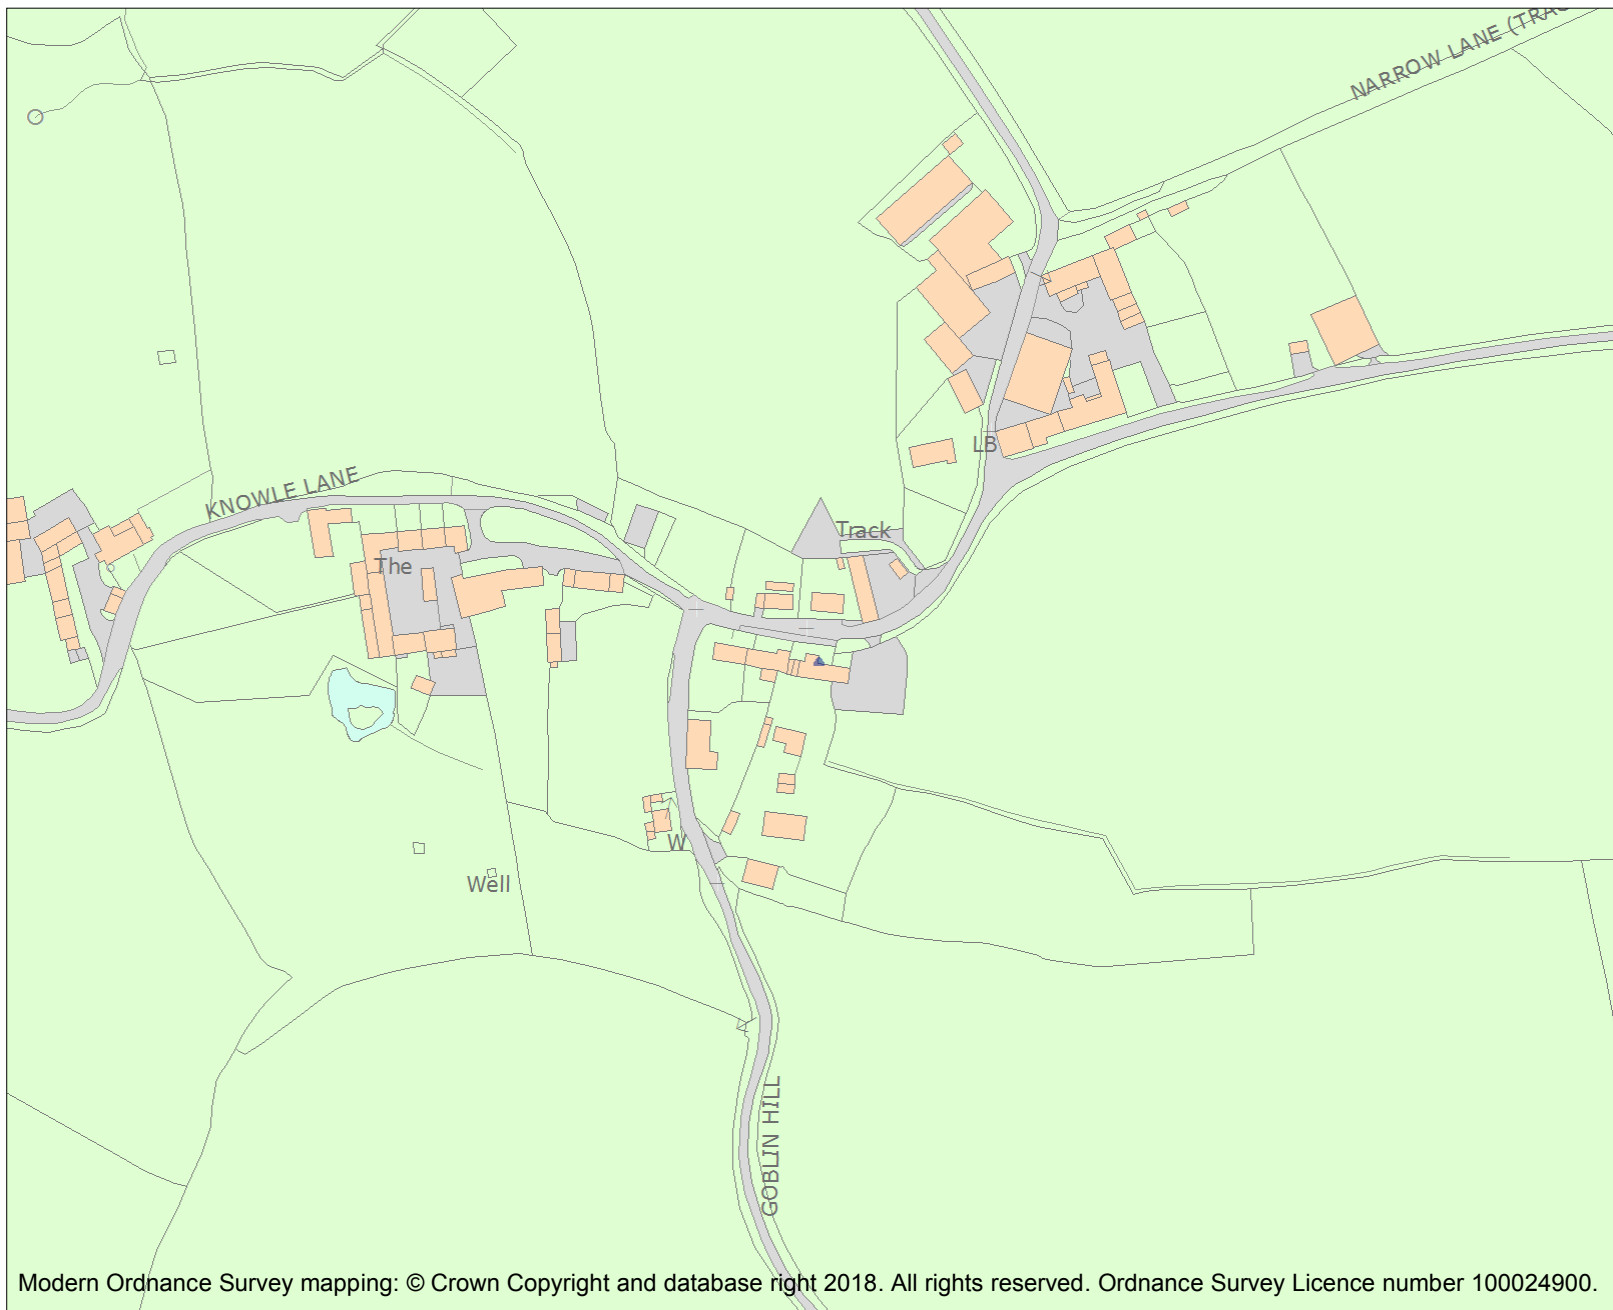 NARROW LANE (TRAC
LB
KNOWLE LANE
Track
The
W
Well
GOBLIN HILL
Modern Ordnance Survey mapping: © Crown Copyright and database right 2018. All rights reserved. Ordnance Survey Licence number 100024900.